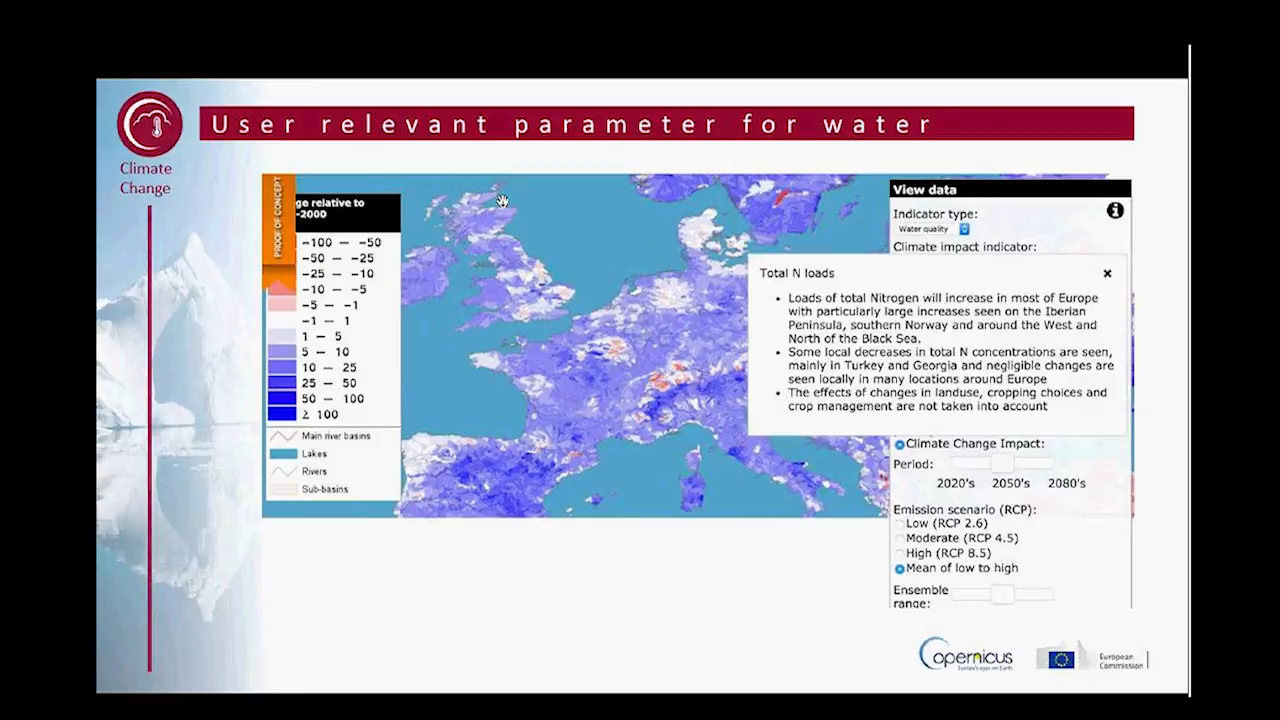 User relevant parameter for water
Climate
Change
PROOF OF CONCEPT
ge relative to
-2000
-100 — -50
-50 — -25
-25 — -10
-10 — -5
-5 — -1
-1 — 1
1 — 5
5 — 10
10 — 25
25 — 50
50 — 100
≥ 100
Main river basins
Lakes
Rivers
Sub-basins
View data
Indicator type:
Water quality
Climate impact indicator:
Total N loads
• Loads of total Nitrogen will increase in most of Europe
with particularly large increases seen on the Iberian
Peninsula, southern Norway and around the West and
North of the Black Sea.
• Some local decreases in total N concentrations are seen,
mainly in Turkey and Georgia and negligible changes are
seen locally in many locations around Europe
• The effects of changes in landuse, cropping choices and
crop management are not taken into account
Climate Change Impact:
Period:
2020's 2050's 2080's
Emission scenario (RCP):
Low (RCP 2.6)
Moderate (RCP 4.5)
High (RCP 8.5)
Mean of low to high
Ensemble
range:
Copernicus
Europe's eyes on Earth
European
Commission